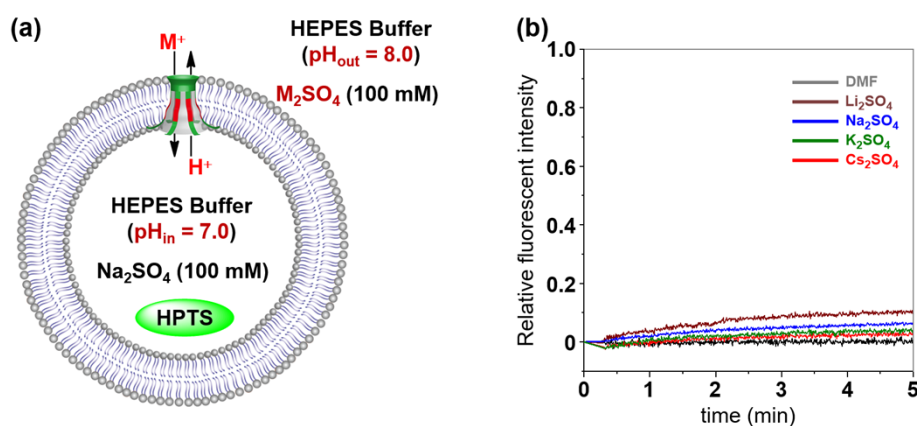 (a)
M⁺
HEPES Buffer
(pHout = 8.0)
M₂SO₄ (100 mM)
H⁺
HEPES Buffer
(pHin = 7.0)
Na₂SO₄ (100 mM)
HPTS
(b)
Relative fluorescent intensity
1.0
0.8
0.6
0.4
0.2
0
DMF
Li₂SO₄
Na₂SO₄
K₂SO₄
Cs₂SO₄
0 1 2 3 4 5
time (min)